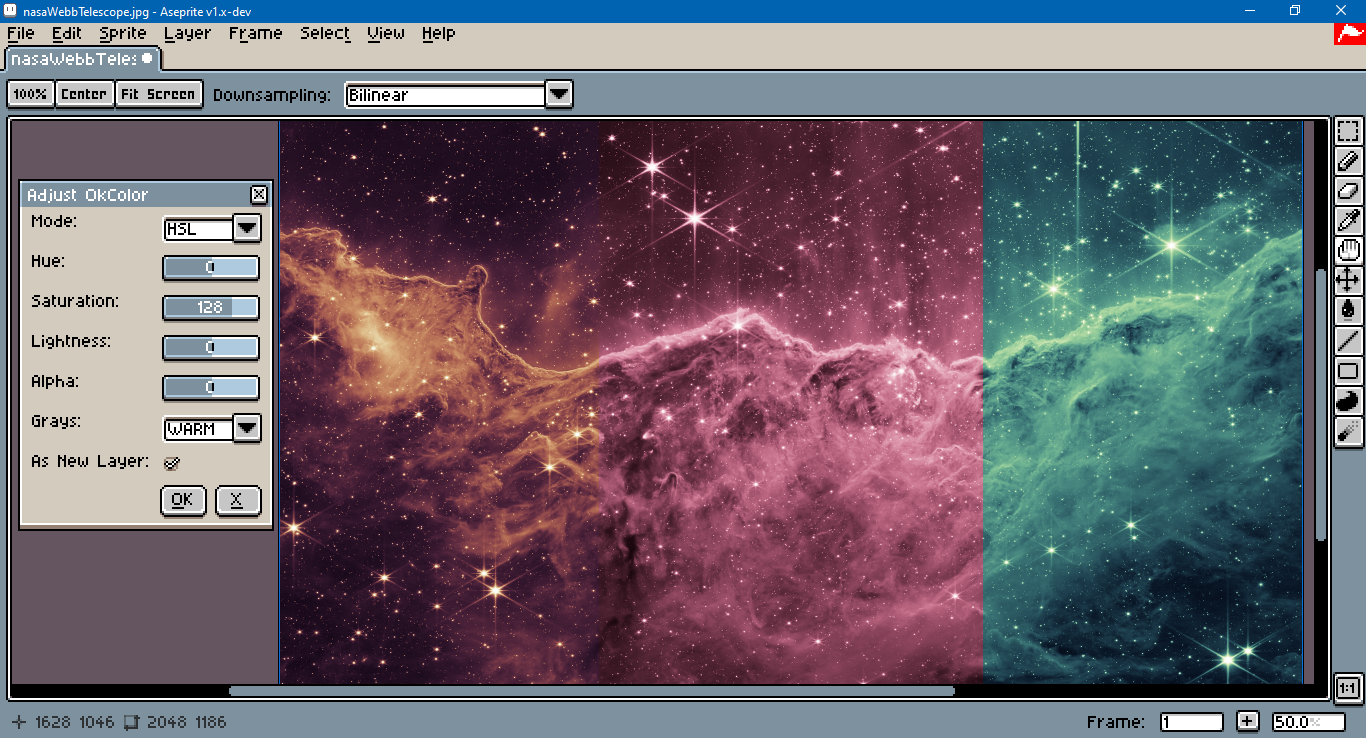 nasaWebbTelescope.jpg - Aseprite v1.x-dev
File Edit Sprite Layer Frame Select View Help
nasaWebbTeles
100% Center Fit Screen Downsampling: Bilinear
Adjust OkColor
Mode: HSL
Hue: 0
Saturation: 128
Lightness: 0
Alpha: 0
Grays: WARM
As New Layer:
OK X
1:1
1628 1046 2048 1186 Frame: 1 + 50.0%